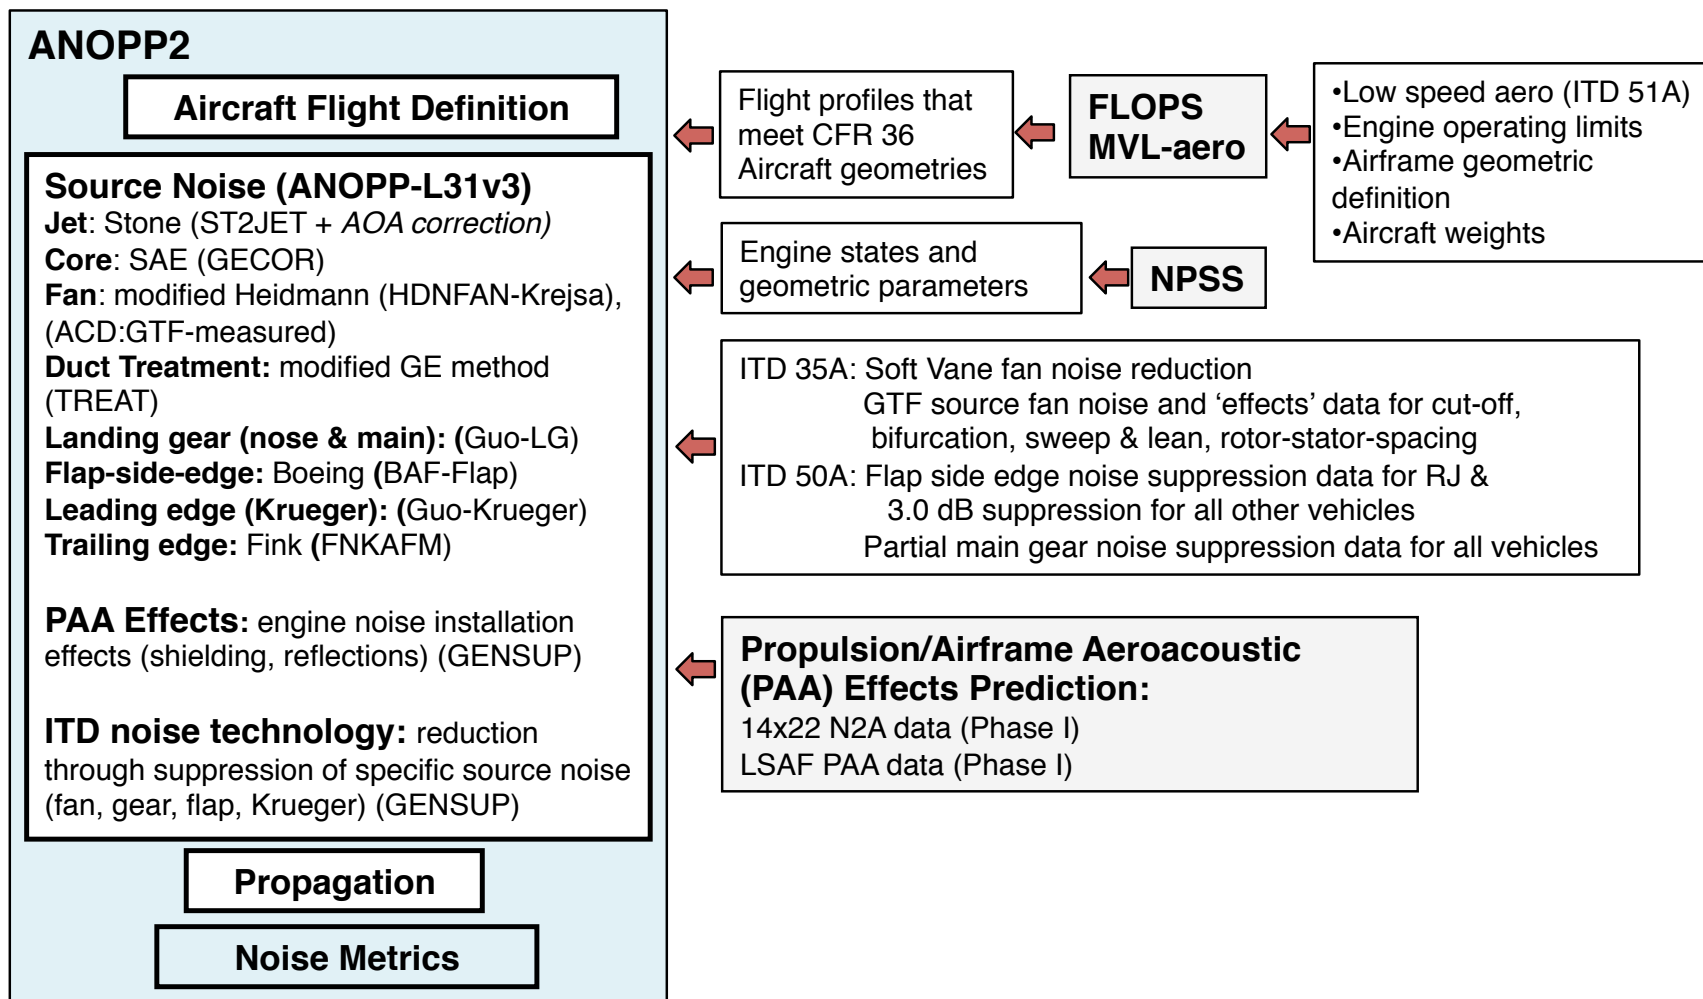 ANOPP2
Aircraft Flight Definition
Source Noise (ANOPP-L31v3)
Jet: Stone (ST2JET + AOA correction)
Core: SAE (GECOR)
Fan: modified Heidmann (HDNFAN-Krejsa),
(ACD:GTF-measured)
Duct Treatment: modified GE method
(TREAT)
Landing gear (nose & main): (Guo-LG)
Flap-side-edge: Boeing (BAF-Flap)
Leading edge (Krueger): (Guo-Krueger)
Trailing edge: Fink (FNKAFM)
PAA Effects: engine noise installation
effects (shielding, reflections) (GENSUP)
ITD noise technology: reduction
through suppression of specific source noise
(fan, gear, flap, Krueger) (GENSUP)
Propagation
Noise Metrics
Flight profiles that
meet CFR 36
Aircraft geometries
FLOPS
MVL-aero
•Low speed aero (ITD 51A)
•Engine operating limits
•Airframe geometric
definition
•Aircraft weights
Engine states and
geometric parameters
NPSS
ITD 35A: Soft Vane fan noise reduction
GTF source fan noise and ‘effects’ data for cut-off,
bifurcation, sweep & lean, rotor-stator-spacing
ITD 50A: Flap side edge noise suppression data for RJ &
3.0 dB suppression for all other vehicles
Partial main gear noise suppression data for all vehicles
Propulsion/Airframe Aeroacoustic
(PAA) Effects Prediction:
14x22 N2A data (Phase I)
LSAF PAA data (Phase I)